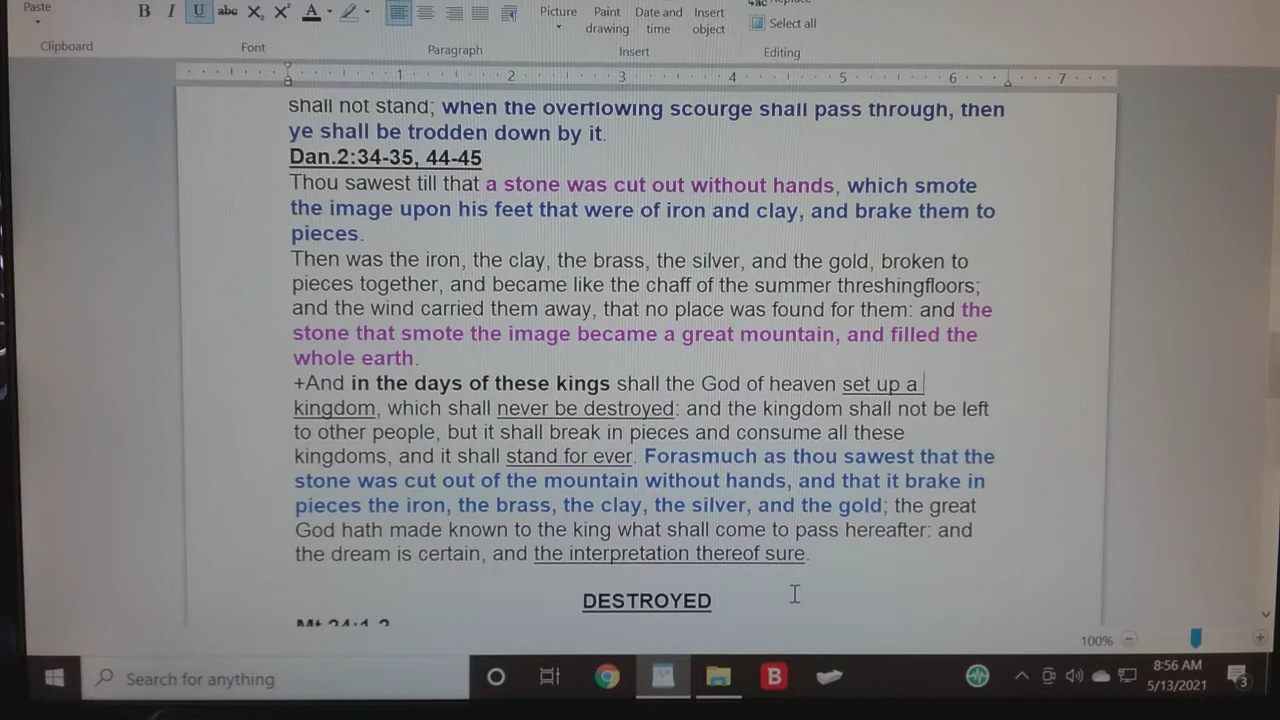 Paste
B I U abc X₂ X² A
Picture Paint drawing Date and time Insert object
Select all
Clipboard Font Paragraph Insert Editing
1 2 3 4 5 6 7
shall not stand; when the overflowing scourge shall pass through, then
ye shall be trodden down by it.
Dan.2:34-35, 44-45
Thou sawest till that a stone was cut out without hands, which smote
the image upon his feet that were of iron and clay, and brake them to
pieces.
Then was the iron, the clay, the brass, the silver, and the gold, broken to
pieces together, and became like the chaff of the summer threshingfloors;
and the wind carried them away, that no place was found for them: and the
stone that smote the image became a great mountain, and filled the
whole earth.
+And in the days of these kings shall the God of heaven set up a
kingdom, which shall never be destroyed: and the kingdom shall not be left
to other people, but it shall break in pieces and consume all these
kingdoms, and it shall stand for ever. Forasmuch as thou sawest that the
stone was cut out of the mountain without hands, and that it brake in
pieces the iron, the brass, the clay, the silver, and the gold; the great
God hath made known to the king what shall come to pass hereafter: and
the dream is certain, and the interpretation thereof sure.
DESTROYED
100%
Search for anything
B
8:56 AM
5/13/2021
3